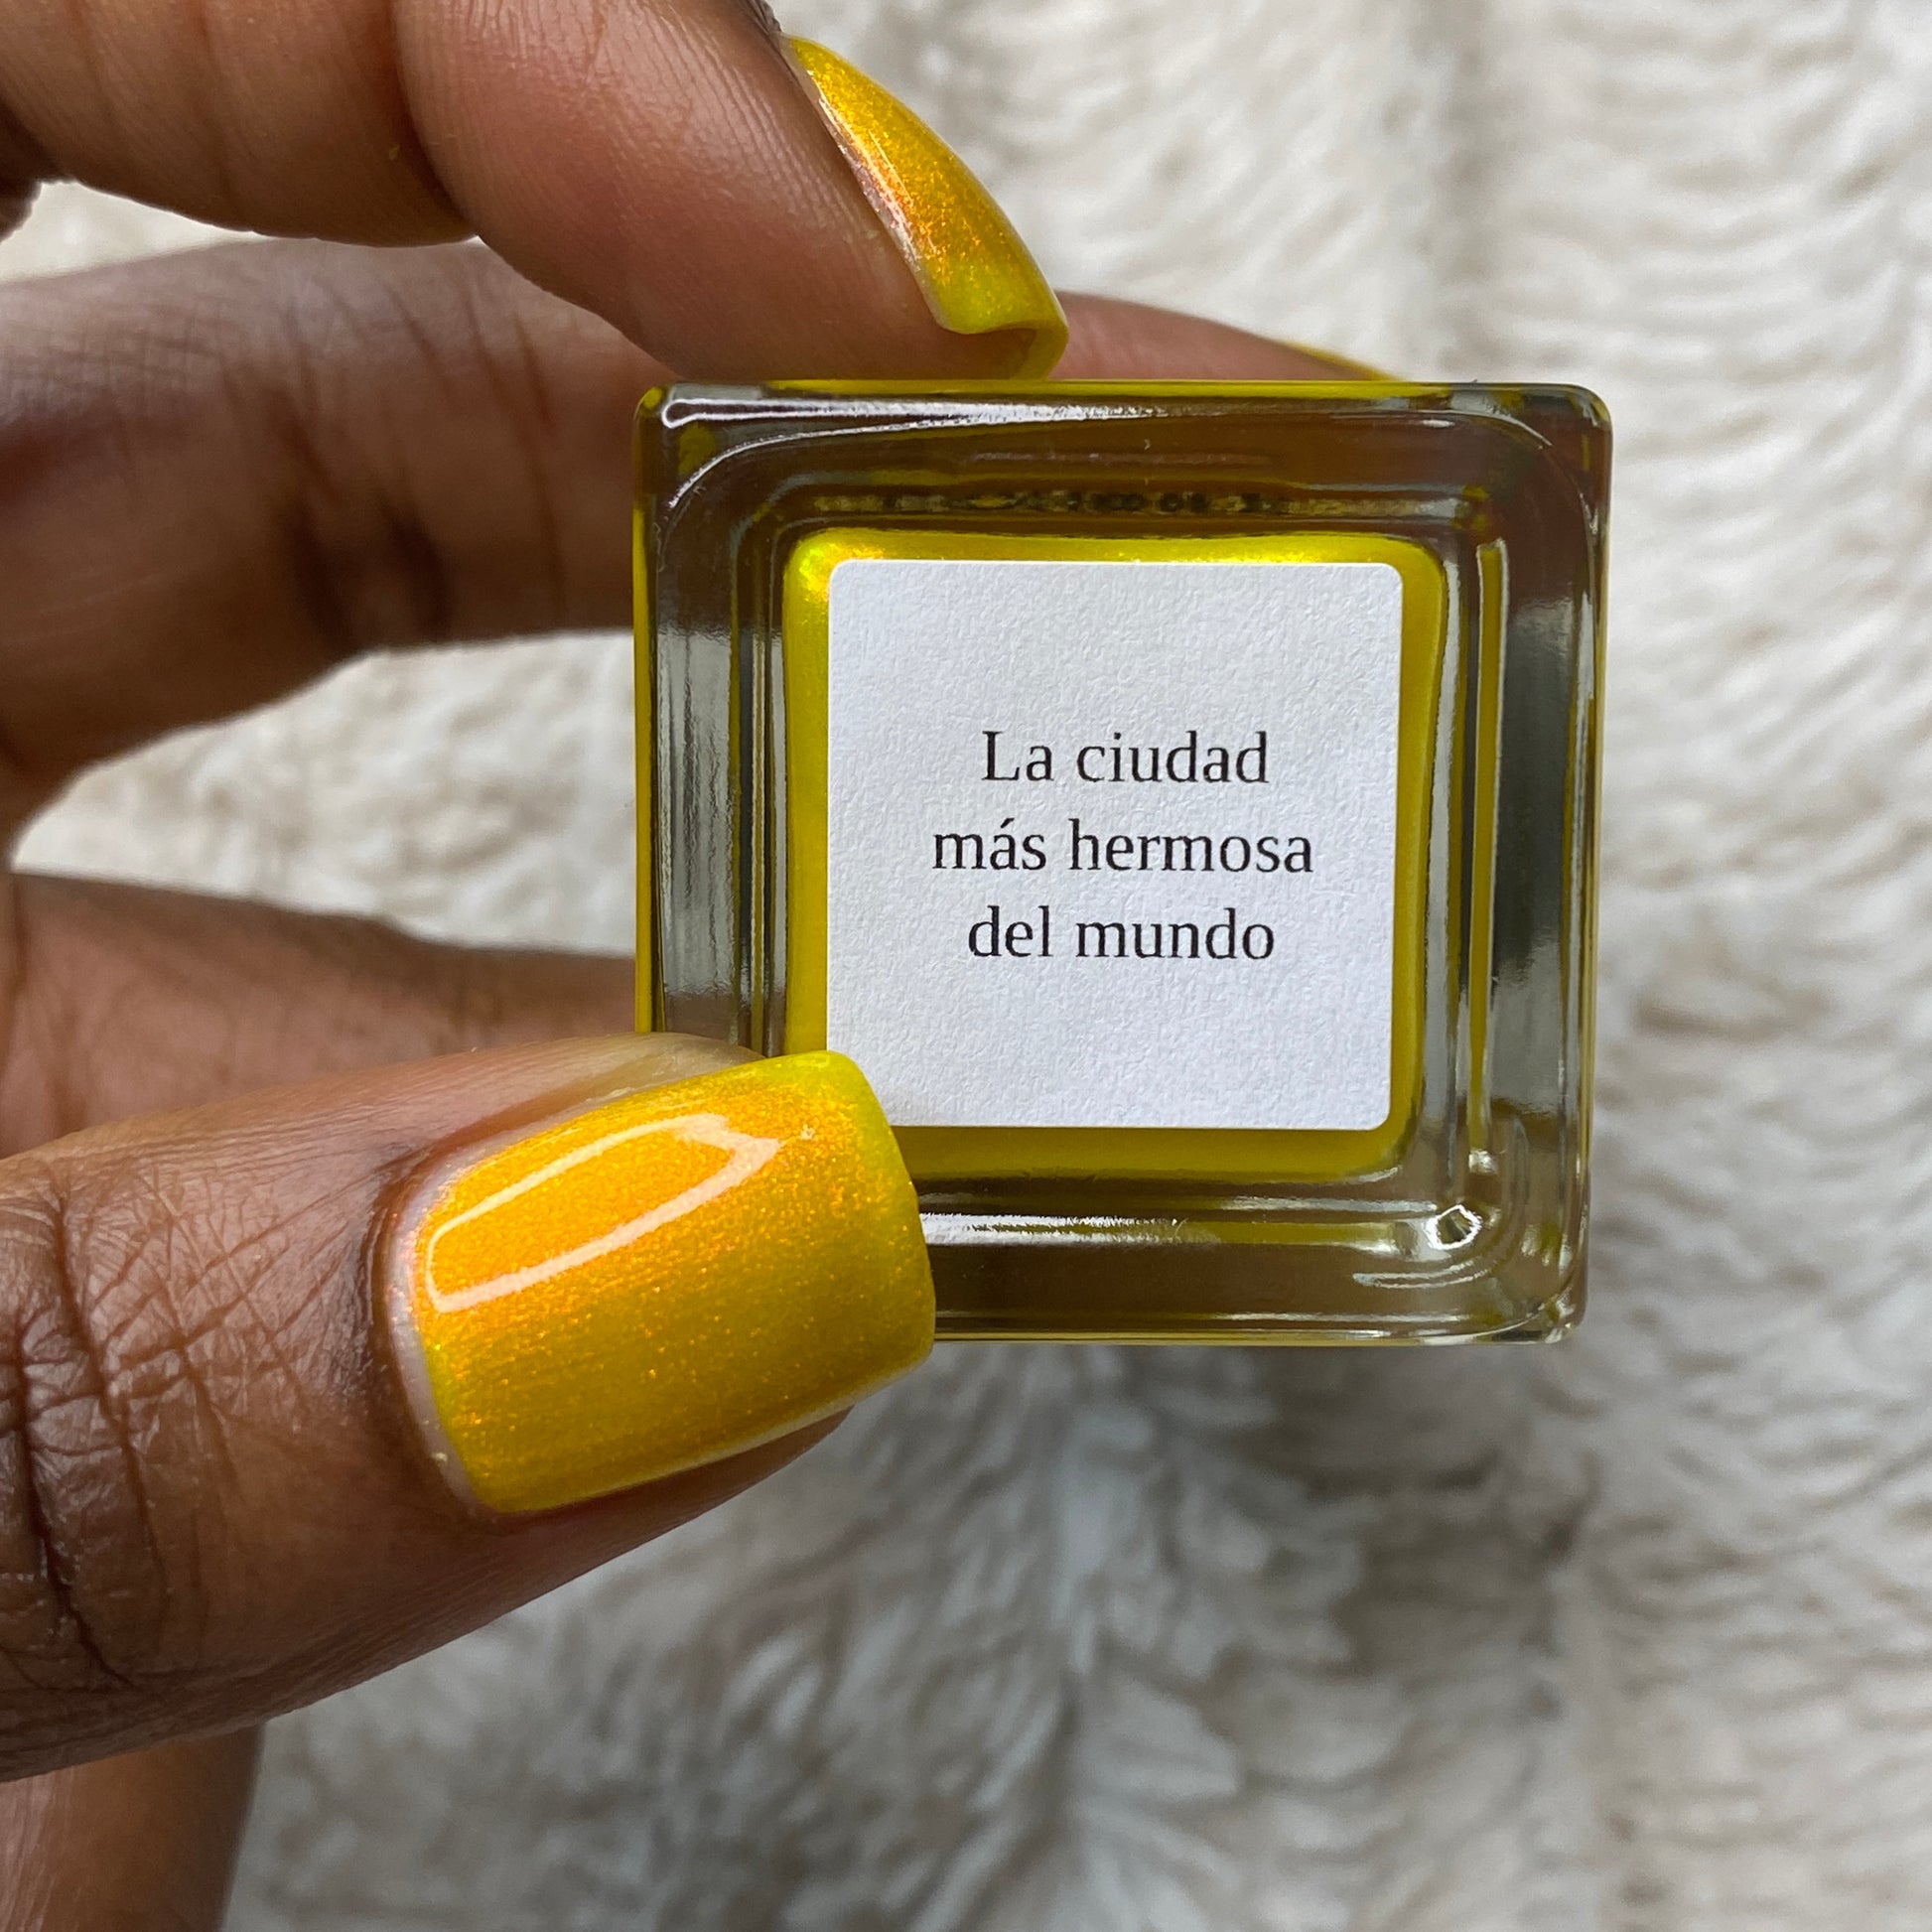 La ciudad
más hermosa
del mundo